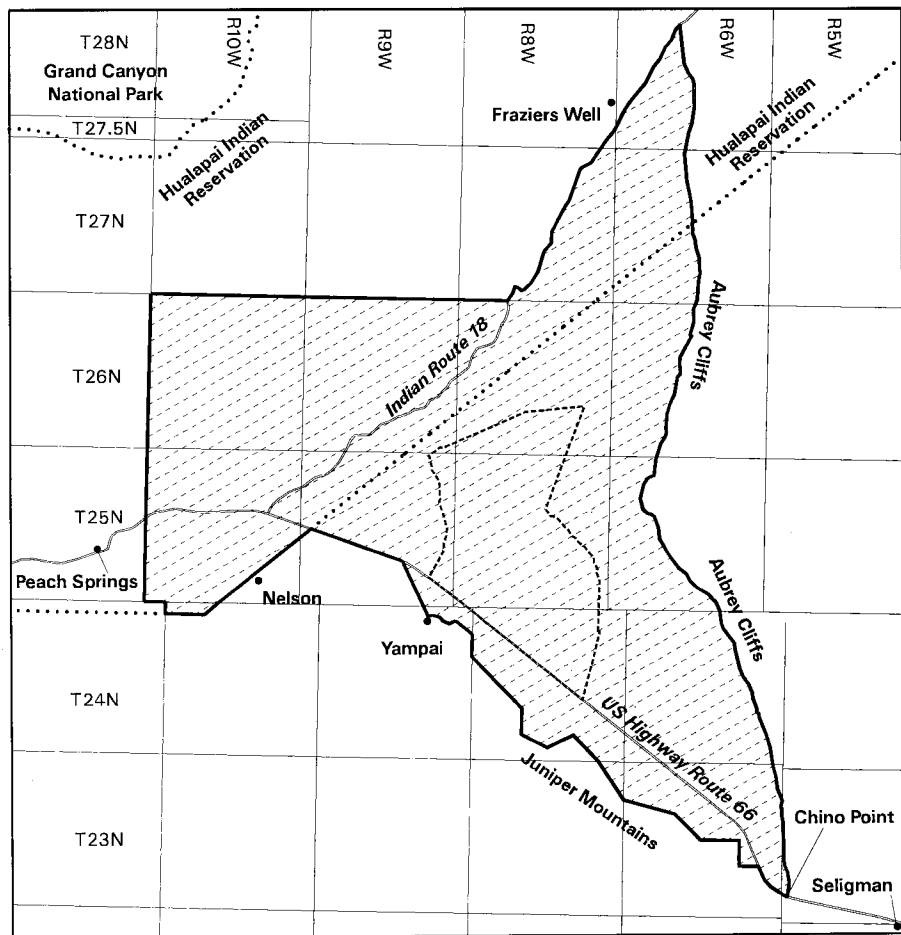 T28N
R10W
R9W
R8W
R6W
R5W
Grand Canyon
National Park
Fraziers Well
T27.5N
Hualapai Indian
Reservation
Hualapai Indian
Reservation
T27N
Aubrey Cliffs
Indian Route 18
T26N
T25N
Peach Springs
Nelson
Aubrey Cliffs
Yampai
T24N
US Highway Route 66
Juniper Mountains
Chino Point
T23N
Seligman